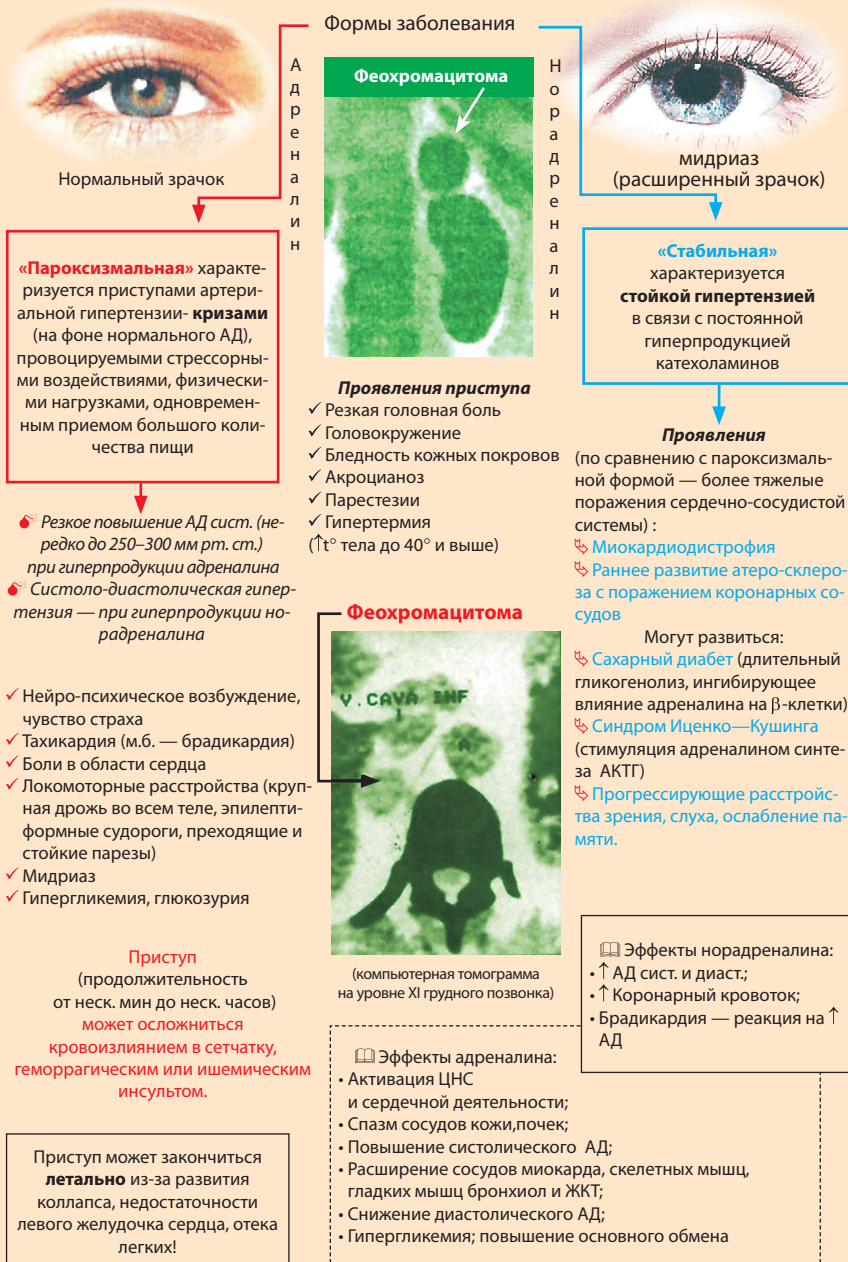 Формы заболевания
Адреналин
Феохромацитома
Норадреналин
Нормальный зрачок
мидриаз
(расширенный зрачок)
«Пароксизмальная» характе-
ризуется приступами артери-
альной гипертензии- кризами
(на фоне нормального АД),
провоцируемыми стрессорны-
ми воздействиями, физически-
ми нагрузками, одновремен-
ным приемом большого коли-
чества пищи
Резкое повышение АД сист. (не-
редко до 250–300 мм рт. ст.)
при гиперпродукции адреналина
Систоло-диастолическая гипер-
тензия — при гиперпродукции но-
радреналина
✓ Нейро-психическое возбуждение,
чувство страха
✓ Тахикардия (м.б. — брадикардия)
✓ Боли в области сердца
✓ Локомоторные расстройства (круп-
ная дрожь во всем теле, эпилепти-
формные судороги, преходящие и
стойкие парезы)
✓ Мидриаз
✓ Гипергликемия, глюкозурия
Приступ
(продолжительность
от неск. мин до неск. часов)
может осложниться
кровоизлиянием в сетчатку,
геморрагическим или ишемическим
инсультом.
Приступ может закончиться
летально из-за развития
коллапса, недостаточности
левого желудочка сердца, отека
легких!
Проявления приступа
✓ Резкая головная боль
✓ Головокружение
✓ Бледность кожных покровов
✓ Акроцианоз
✓ Парестезии
✓ Гипертермия
(↑t° тела до 40° и выше)
Феохромацитома
V.CAVA INF
A
(компьютерная томограмма
на уровне XI грудного позвонка)
«Стабильная»
характеризуется
стойкой гипертензией
в связи с постоянной
гиперпродукцией
катехоламинов
Проявления
(по сравнению с пароксизмаль-
ной формой — более тяжелые
поражения сердечно-сосудистой
системы) :
Миокардиодистрофия
Раннее развитие атеро-склеро-
за с поражением коронарных со-
судов
Могут развиться:
Сахарный диабет (длительный
гликогенолиз, ингибирующее
влияние адреналина на β-клетки)
Синдром Иценко—Кушинга
(стимуляция адреналином синте-
за АКТГ)
Прогрессирующие расстройс-
тва зрения, слуха, ослабление па-
мяти.
Эффекты норадреналина:
• ↑ АД сист. и диаст.;
• ↑ Коронарный кровоток;
• Брадикардия — реакция на ↑
АД
Эффекты адреналина:
• Активация ЦНС
и сердечной деятельности;
• Спазм сосудов кожи,почек;
• Повышение систолического АД;
• Расширение сосудов миокарда, скелетных мышц,
гладких мышц бронхиол и ЖКТ;
• Снижение диастолического АД;
• Гипергликемия; повышение основного обмена